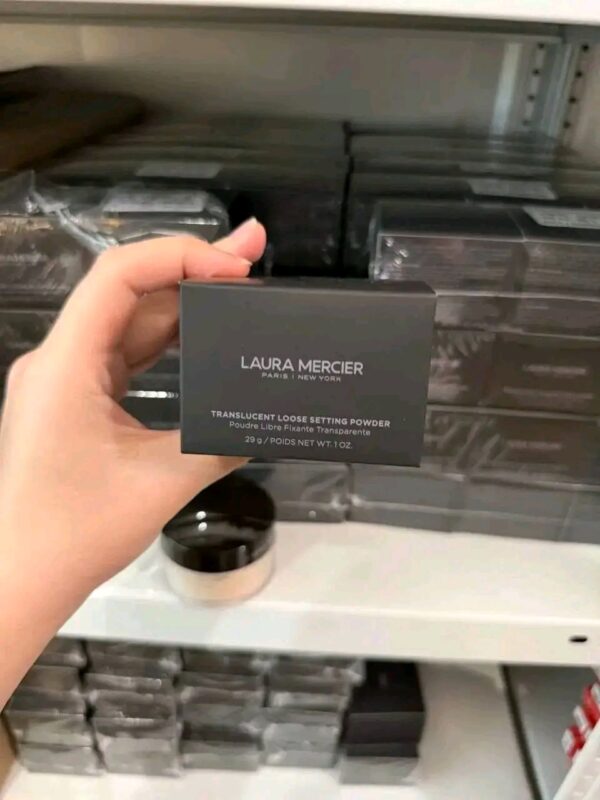 LAURA MERCIER
PARIS | NEW YORK
TRANSLUCENT LOOSE SETTING POWDER
Poudre Libre Fixante Transparente
29 g / POIDS NET WT. 1 OZ.